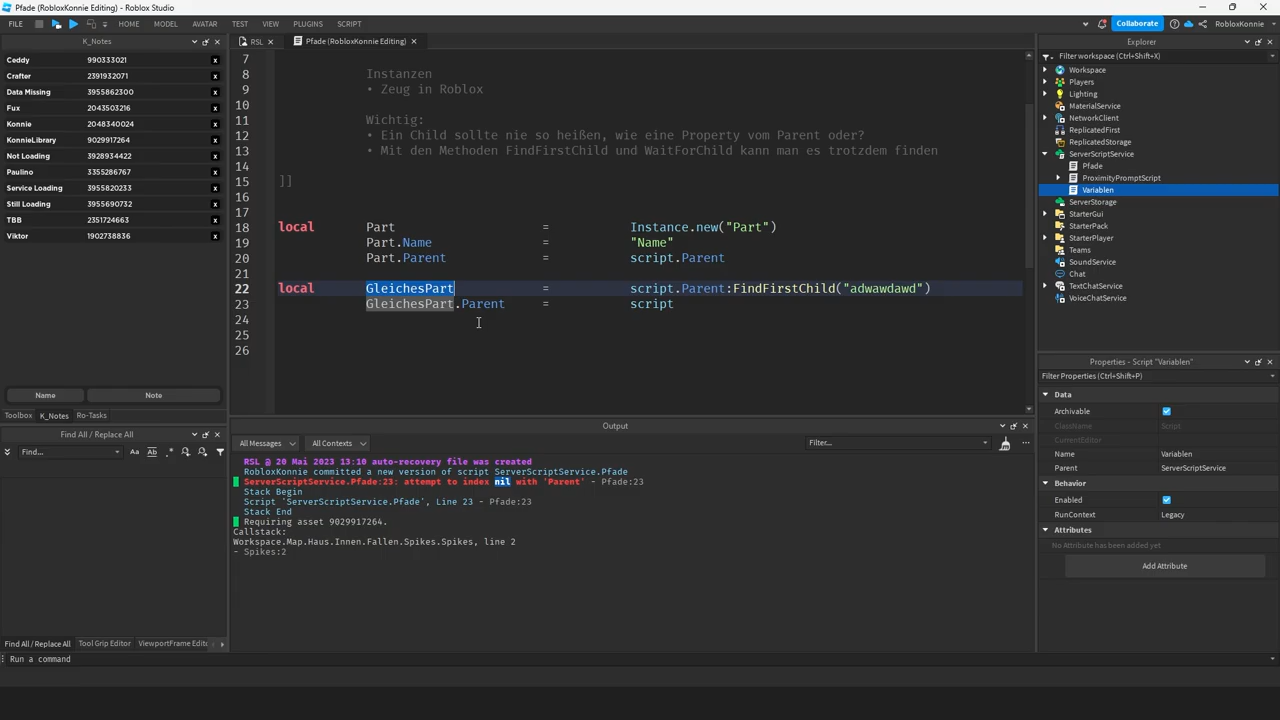 Pfade (RobloxKonnie Editing) - Roblox Studio
FILE HOME MODEL AVATAR TEST VIEW PLUGINS SCRIPT Collaborate RobloxKonnie
K_Notes
Ceddy 990333021 x
Crafter 2391932071 x
Data Missing 3955862300 x
Fux 2043503216 x
Konnie 2048340024 x
KonnieLibrary 9029917264 x
Not Loading 3928934422 x
Paulino 3355286767 x
Service Loading 3955820233 x
Still Loading 3955690732 x
TBB 2351724663 x
Viktor 1902738836 x
Name Note
Toolbox K_Notes Ro-Tasks
Find All / Replace All
Find... Aa Ab .*
Find All / Replace All Tool Grip Editor ViewportFrame Edito
RSL x Pfade (RobloxKonnie Editing) x
7
8 Instanzen
9 • Zeug in Roblox
10
11 Wichtig:
12 • Ein Child sollte nie so heißen, wie eine Property vom Parent oder?
13 • Mit den Methoden FindFirstChild und WaitForChild kann man es trotzdem finden
14
15 ]]
16
17
18 local Part = Instance.new("Part")
19 Part.Name = "Name"
20 Part.Parent = script.Parent
21
22 local GleichesPart = script.Parent:FindFirstChild("adwawdawd")
23 GleichesPart.Parent = script
24
25
26
Output
All Messages All Contexts Filter...
RSL @ 20 Mai 2023 13:10 auto-recovery file was created
RobloxKonnie committed a new version of script ServerScriptService.Pfade
ServerScriptService.Pfade:23: attempt to index nil with 'Parent' - Pfade:23
Stack Begin
Script 'ServerScriptService.Pfade', Line 23 - Pfade:23
Stack End
Requiring asset 9029917264.
Callstack:
Workspace.Map.Haus.Innen.Fallen.Spikes.Spikes, line 2
- Spikes:2
Run a command
Explorer
Filter workspace (Ctrl+Shift+X)
Workspace
Players
Lighting
MaterialService
NetworkClient
ReplicatedFirst
ReplicatedStorage
ServerScriptService
Pfade
ProximityPromptScript
Variablen
ServerStorage
StarterGui
StarterPack
StarterPlayer
Teams
SoundService
Chat
TextChatService
VoiceChatService
Properties - Script "Variablen"
Filter Properties (Ctrl+Shift+P)
Data
Archivable
ClassName Script
CurrentEditor
Name Variablen
Parent ServerScriptService
Behavior
Enabled
RunContext Legacy
Attributes
No Attribute has been added yet
Add Attribute